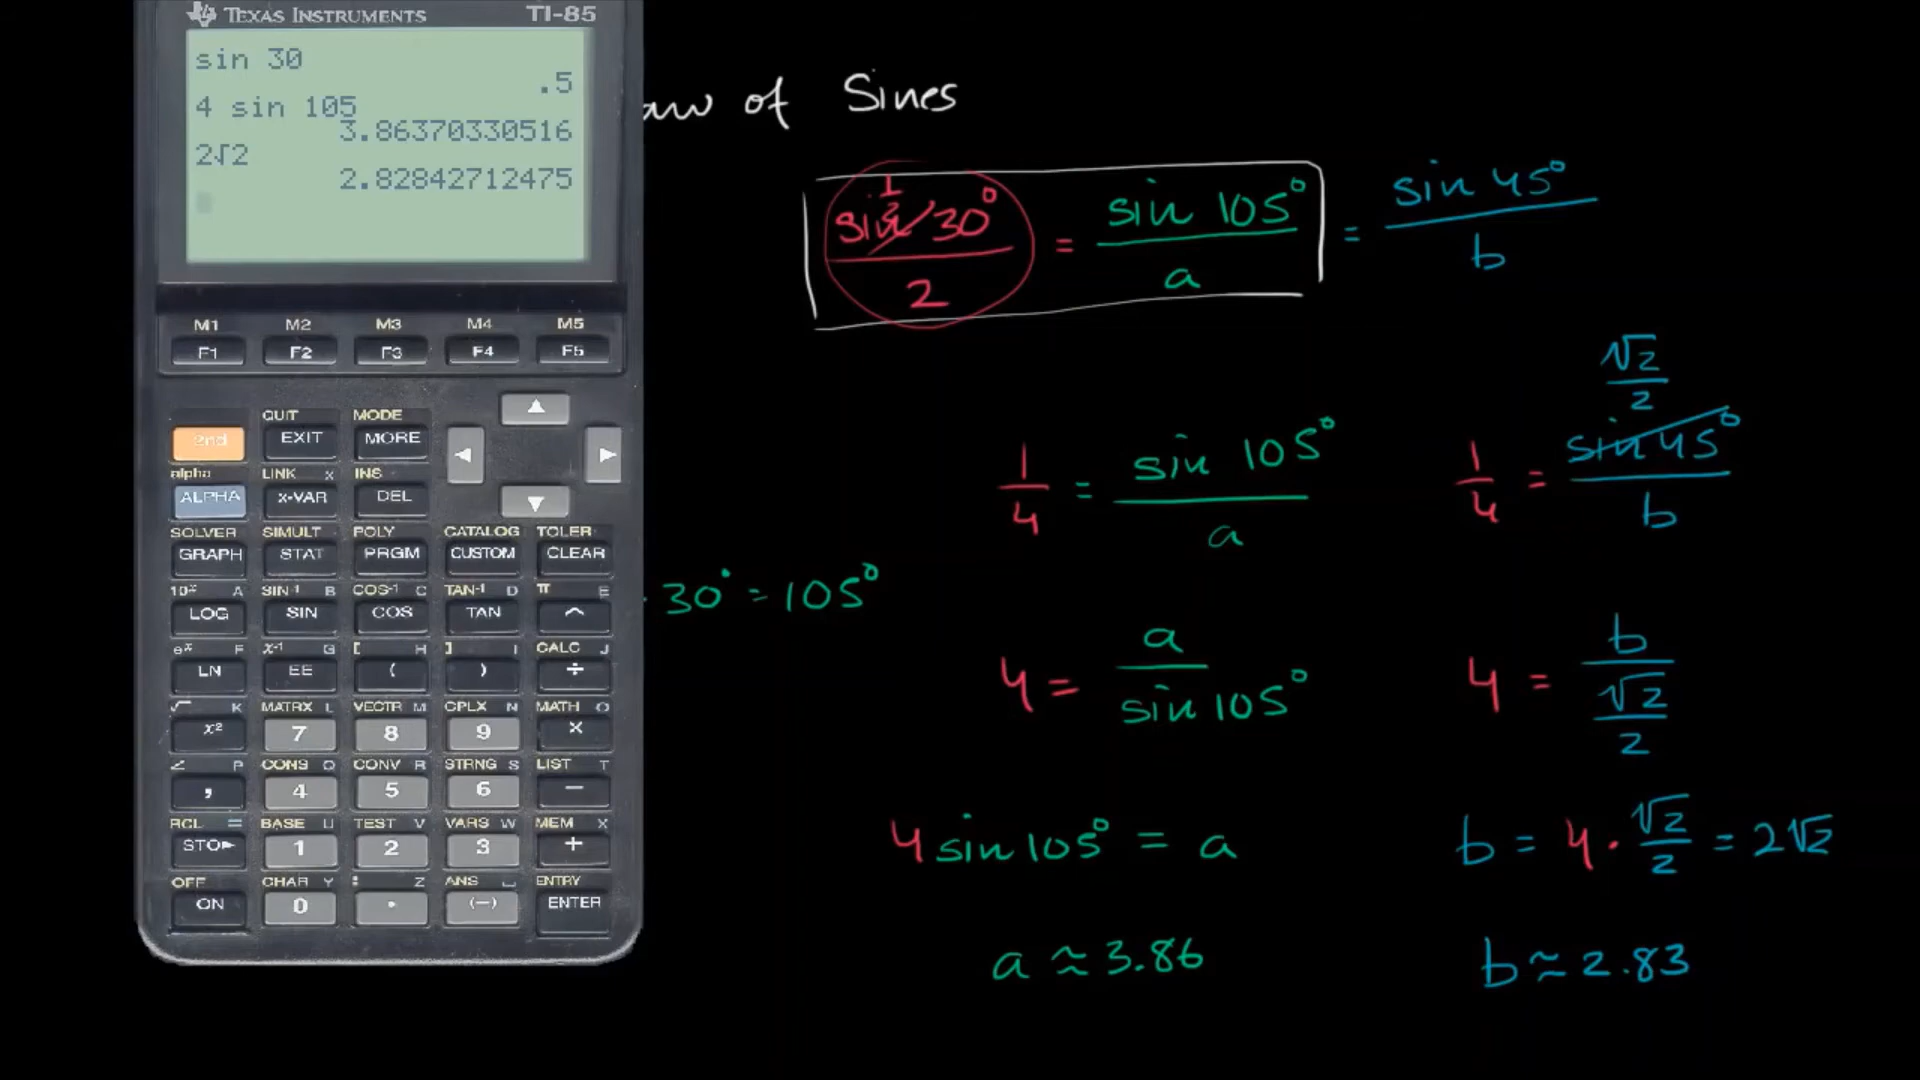 TEXAS INSTRUMENTS TI-85
sin 30
.5
4 sin 105
3.86370330516
2√2
2.82842712475
M1 M2 M3 M4 M5
F1 F2 F3 F4 F5
QUIT MODE
2nd EXIT MORE
alpha LINK x INS
ALPHA x-VAR DEL
SOLVER SIMULT POLY CATALOG TOLER
GRAPH STAT PRGM CUSTOM CLEAR
10ˣ A SIN⁻¹ B COS⁻¹ C TAN⁻¹ D π E
LOG SIN COS TAN ^
eˣ F x⁻¹ G [ H ] I CALC J
LN EE ( ) ÷
√ K MATRX L VECTR M CPLX N MATH O
x² 7 8 9 ×
∠ P CONS Q CONV R STRNG S LIST T
, 4 5 6 −
RCL = BASE U TEST V VARS W MEM X
STO► 1 2 3 +
OFF CHAR Y : Z ANS ␣ ENTRY
ON 0 . (−) ENTER
aw of Sines
1/2
sin 30° / 2 = sin 105° / a = sin 45° / b
√2/2
1/4 = sin 105° / a
1/4 = sin 45° / b
30° = 105°
4 = a / sin 105°
4 = b / (√2/2)
4 sin 105° = a
b = 4 · √2/2 = 2√2
a ≈ 3.86
b ≈ 2.83